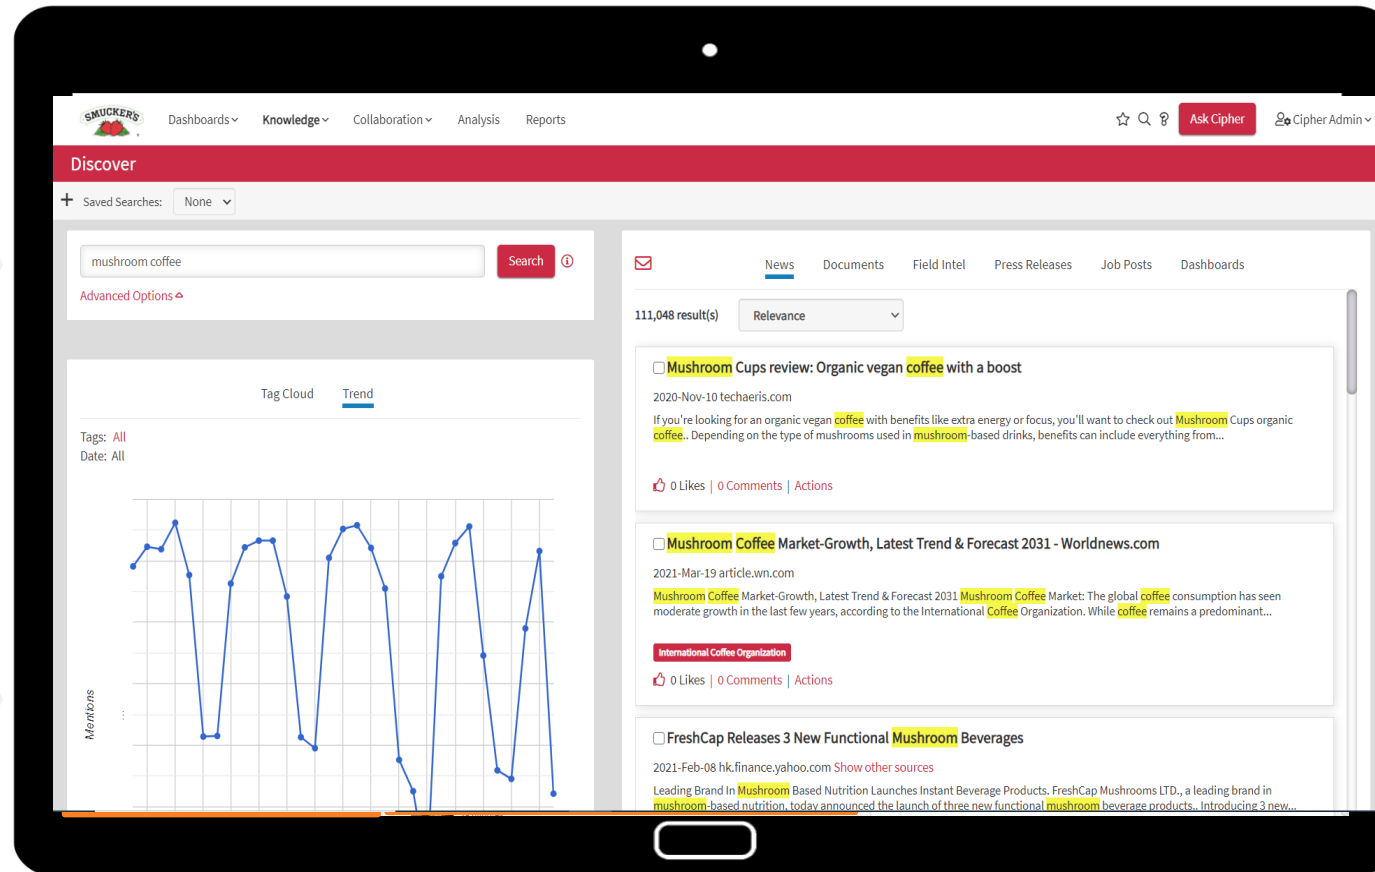 SMUCKER'S
Dashboards
Knowledge
Collaboration
Analysis
Reports
Ask Cipher
Cipher Admin
Discover
Saved Searches:
None
mushroom coffee
Search
Advanced Options
Tag Cloud
Trend
Tags: All
Date: All
Mentions
News
Documents
Field Intel
Press Releases
Job Posts
Dashboards
111,048 result(s)
Relevance
Mushroom Cups review: Organic vegan coffee with a boost
2020-Nov-10 techaeris.com
If you're looking for an organic vegan coffee with benefits like extra energy or focus, you'll want to check out Mushroom Cups organic
coffee.. Depending on the type of mushrooms used in mushroom-based drinks, benefits can include everything from...
0 Likes | 0 Comments | Actions
Mushroom Coffee Market-Growth, Latest Trend & Forecast 2031 - Worldnews.com
2021-Mar-19 article.wn.com
Mushroom Coffee Market-Growth, Latest Trend & Forecast 2031 Mushroom Coffee Market: The global coffee consumption has seen
moderate growth in the last few years, according to the International Coffee Organization. While coffee remains a predominant...
International Coffee Organization
0 Likes | 0 Comments | Actions
FreshCap Releases 3 New Functional Mushroom Beverages
2021-Feb-08 hk.finance.yahoo.com Show other sources
Leading Brand In Mushroom Based Nutrition Launches Instant Beverage Products. FreshCap Mushrooms LTD., a leading brand in
mushroom-based nutrition, today announced the launch of three new functional mushroom beverage products.. Introducing 3 new...